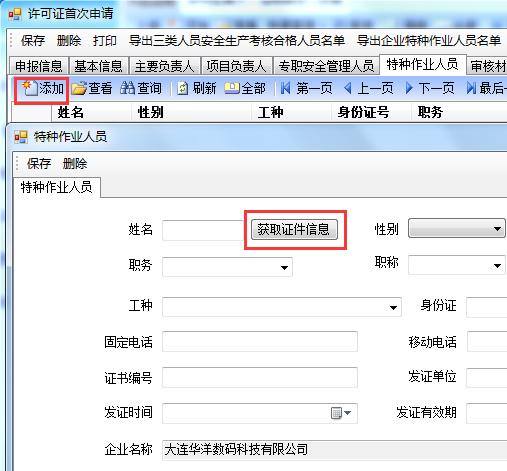 许可证首次申请
保存 删除 打印 导出三类人员安全生产考核合格人员名单 导出企业特种作业人员名单
申报信息 基本信息 主要负责人 项目负责人 专职安全管理人员 特种作业人员 审核材
添加 查看 查询 刷新 全部 第一页 上一页 下一页 最后一
姓名 性别 工种 身份证号 职务
特种作业人员
保存 删除
特种作业人员
姓名 获取证件信息 性别
职务 职称
工种 身份证
固定电话 移动电话
证书编号 发证单位
发证时间 发证有效期
企业名称 大连华洋数码科技有限公司